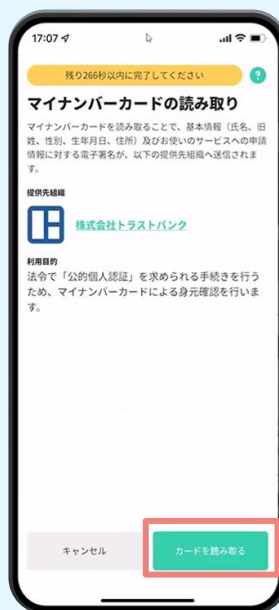 17:07
残り266秒以内に完了してください
?
マイナンバーカードの読み取り
マイナンバーカードを読み取ることで、基本情報（氏名、旧
姓、性別、生年月日、住所）及びお使いのサービスへの申請
情報に対する電子署名が、以下の提供先組織へ送信されま
す。
提供先組織
株式会社トラストバンク
利用目的
法令で「公的個人認証」を求められる手続きを行う
ため、マイナンバーカードによる身元確認を行いま
す。
キャンセル
カードを読み取る